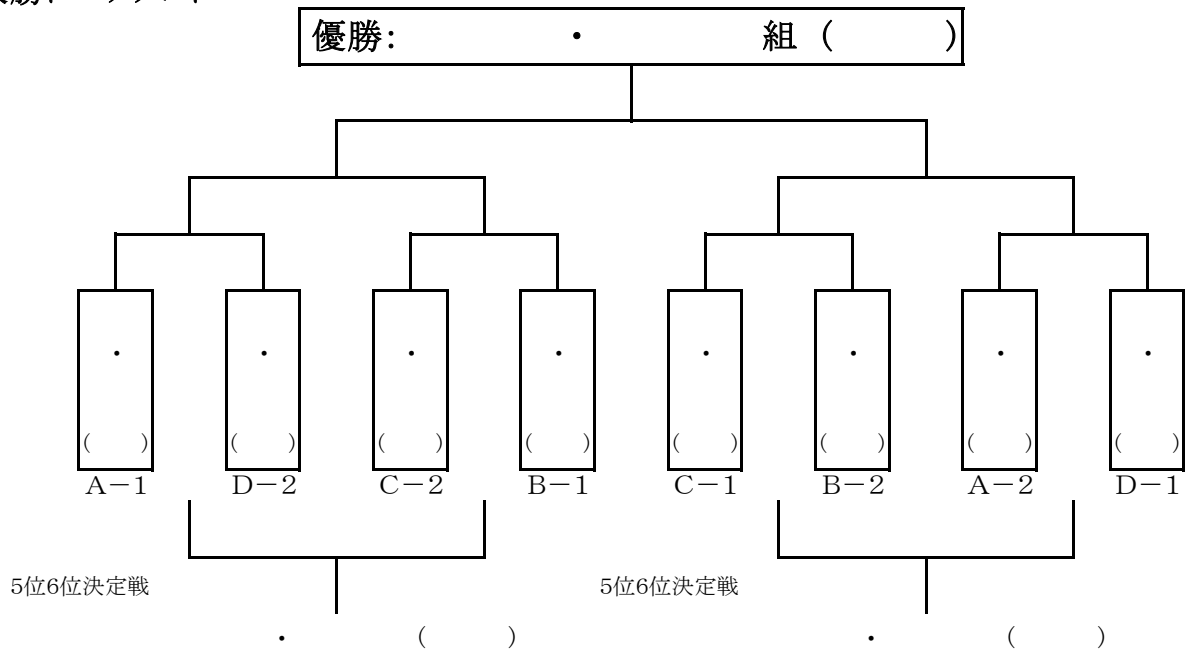 優勝: ・ 組 ( )
・ ・ ・ ・ ・ ・ ・ ・
( ) ( ) ( ) ( ) ( ) ( ) ( ) ( )
A-1 D-2 C-2 B-1 C-1 B-2 A-2 D-1
5位6位決定戦 5位6位決定戦
・ ( ) ・ ( )